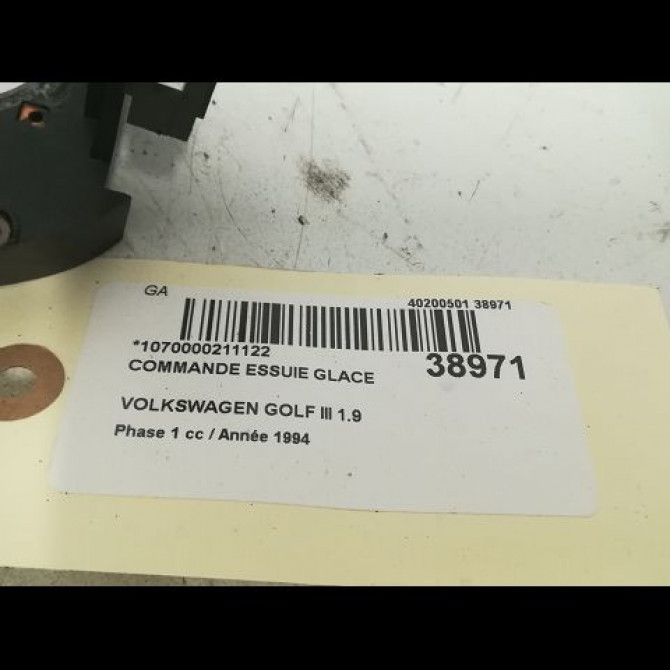 GA
40200501 38971
*1070000211122
38971
COMMANDE ESSUIE GLACE
VOLKSWAGEN GOLF III 1.9
Phase 1 cc / Année 1994